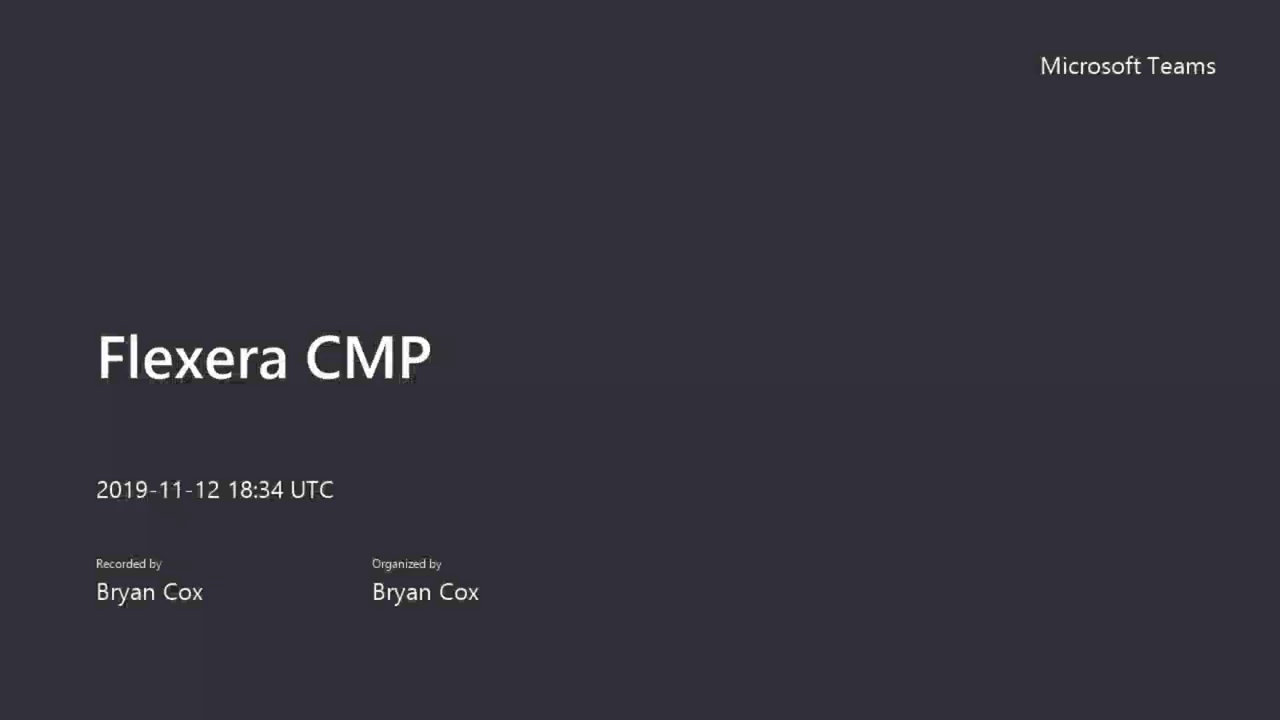 Microsoft Teams
Flexera CMP
2019-11-12 18:34 UTC
Recorded by
Organized by
Bryan Cox
Bryan Cox